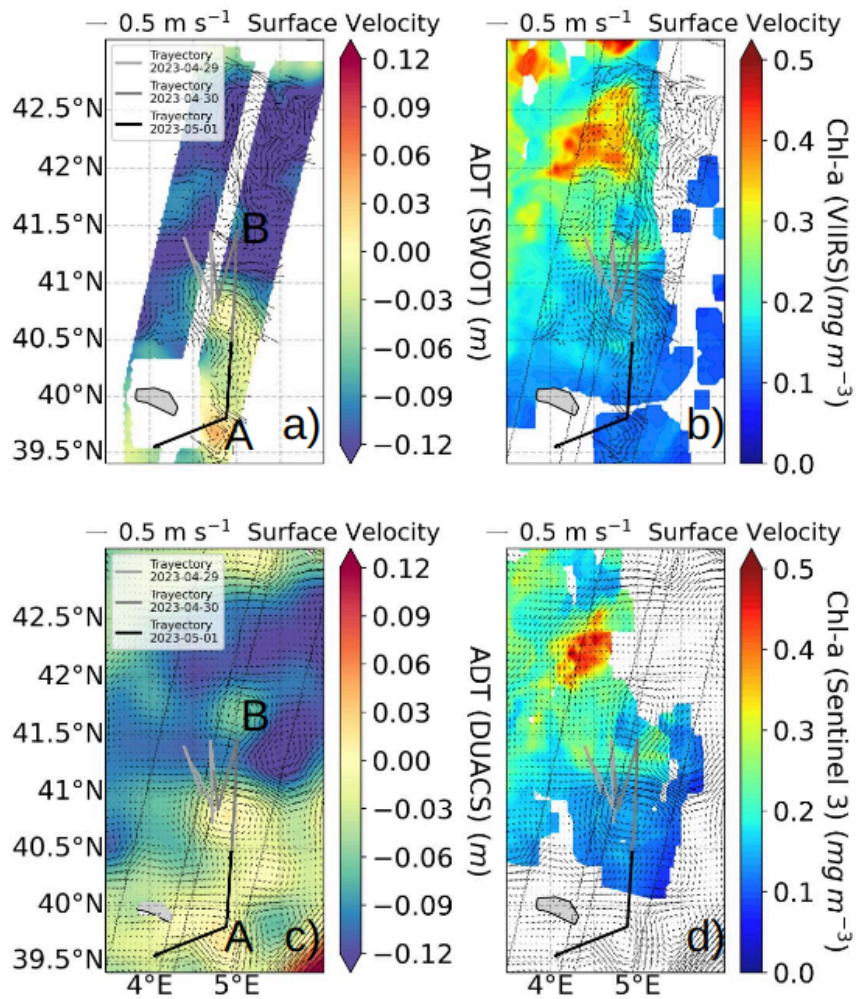 0.5 m s⁻¹ Surface Velocity
0.5 m s⁻¹ Surface Velocity
Trayectory
2023-04-29
Trayectory
2023-04-30
Trayectory
2023-05-01
42.5°N
42°N
41.5°N
41°N
40.5°N
40°N
39.5°N
B
A
a)
0.12
0.09
0.06
0.03
0.00
−0.03
−0.06
−0.09
−0.12
ADT (SWOT) (m)
b)
0.5
0.4
0.3
0.2
0.1
0.0
Chl-a (VIIRS)(mg m⁻³)
0.5 m s⁻¹ Surface Velocity
0.5 m s⁻¹ Surface Velocity
Trayectory
2023-04-29
Trayectory
2023-04-30
Trayectory
2023-05-01
42.5°N
42°N
41.5°N
41°N
40.5°N
40°N
39.5°N
B
A
c)
4°E 5°E
0.12
0.09
0.06
0.03
0.00
−0.03
−0.06
−0.09
−0.12
ADT (DUACS) (m)
d)
4°E 5°E
0.5
0.4
0.3
0.2
0.1
0.0
Chl-a (Sentinel 3) (mg m⁻³)